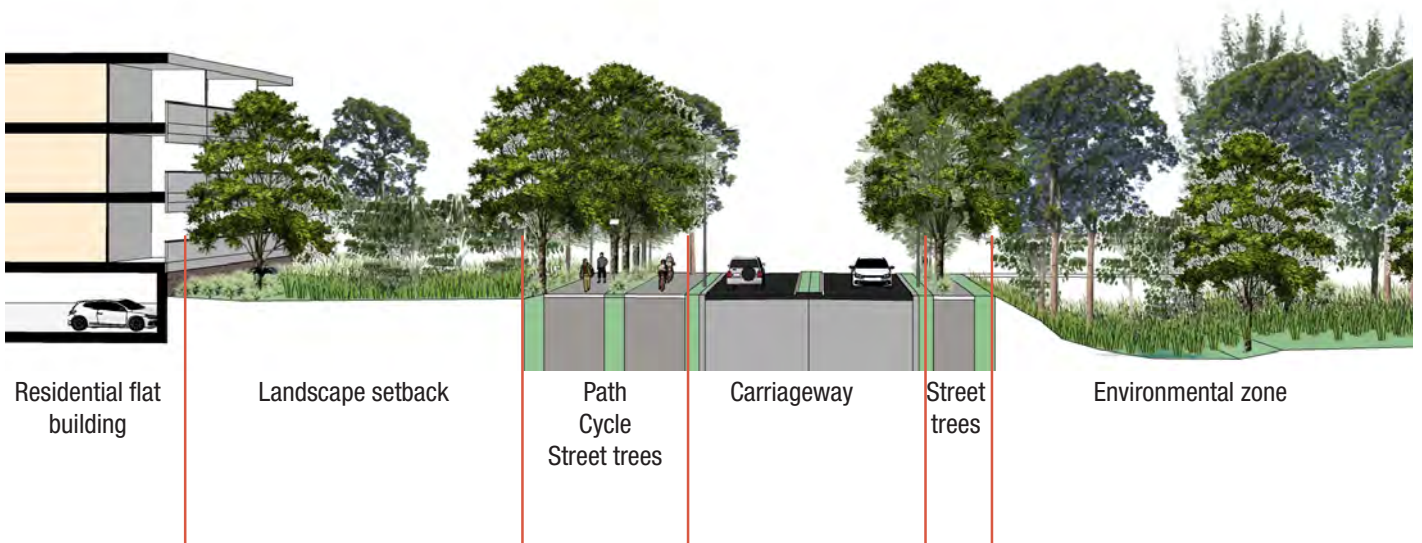 Residential flat
building
Landscape setback
Path
Cycle
Street trees
Carriageway
Street
trees
Environmental zone